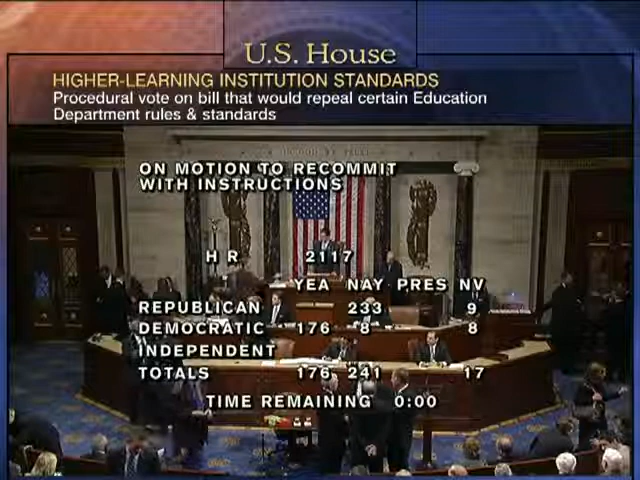 U.S. House
HIGHER-LEARNING INSTITUTION STANDARDS
Procedural vote on bill that would repeal certain Education
Department rules & standards
ON MOTION TO RECOMMIT
WITH INSTRUCTIONS
H R 2117
YEA NAY PRES NV
REPUBLICAN 233 9
DEMOCRATIC 176 8 8
INDEPENDENT
TOTALS 176 241 17
TIME REMAINING 0:00